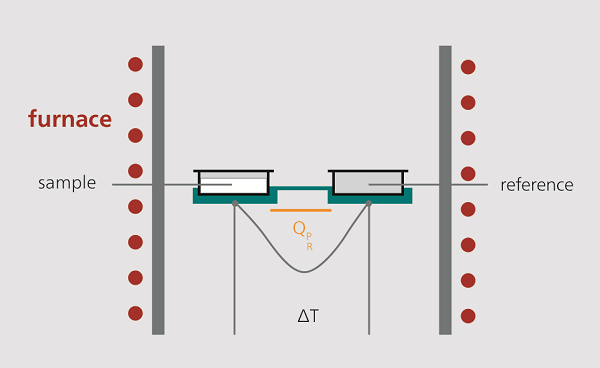 furnace
sample
reference
Q P
R
ΔT